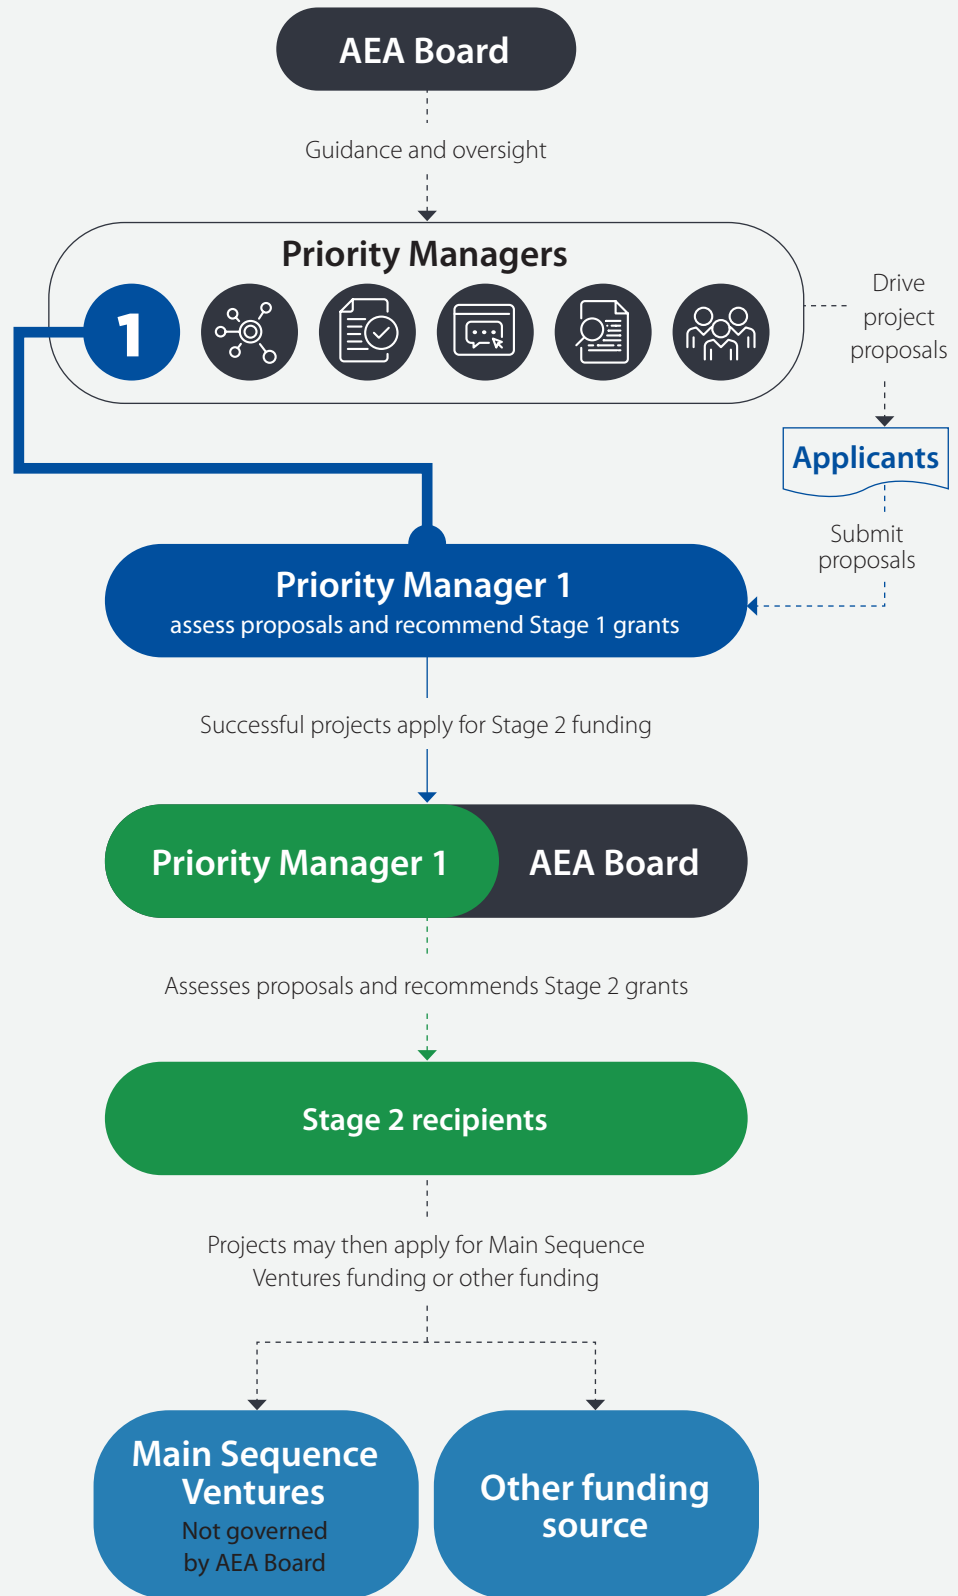 AEA Board
Guidance and oversight
Priority Managers
1
Drive
project
proposals
Applicants
Submit
proposals
Priority Manager 1
assess proposals and recommend Stage 1 grants
Successful projects apply for Stage 2 funding
Priority Manager 1
AEA Board
Assesses proposals and recommends Stage 2 grants
Stage 2 recipients
Projects may then apply for Main Sequence
Ventures funding or other funding
Main Sequence
Ventures
Not governed
by AEA Board
Other funding
source